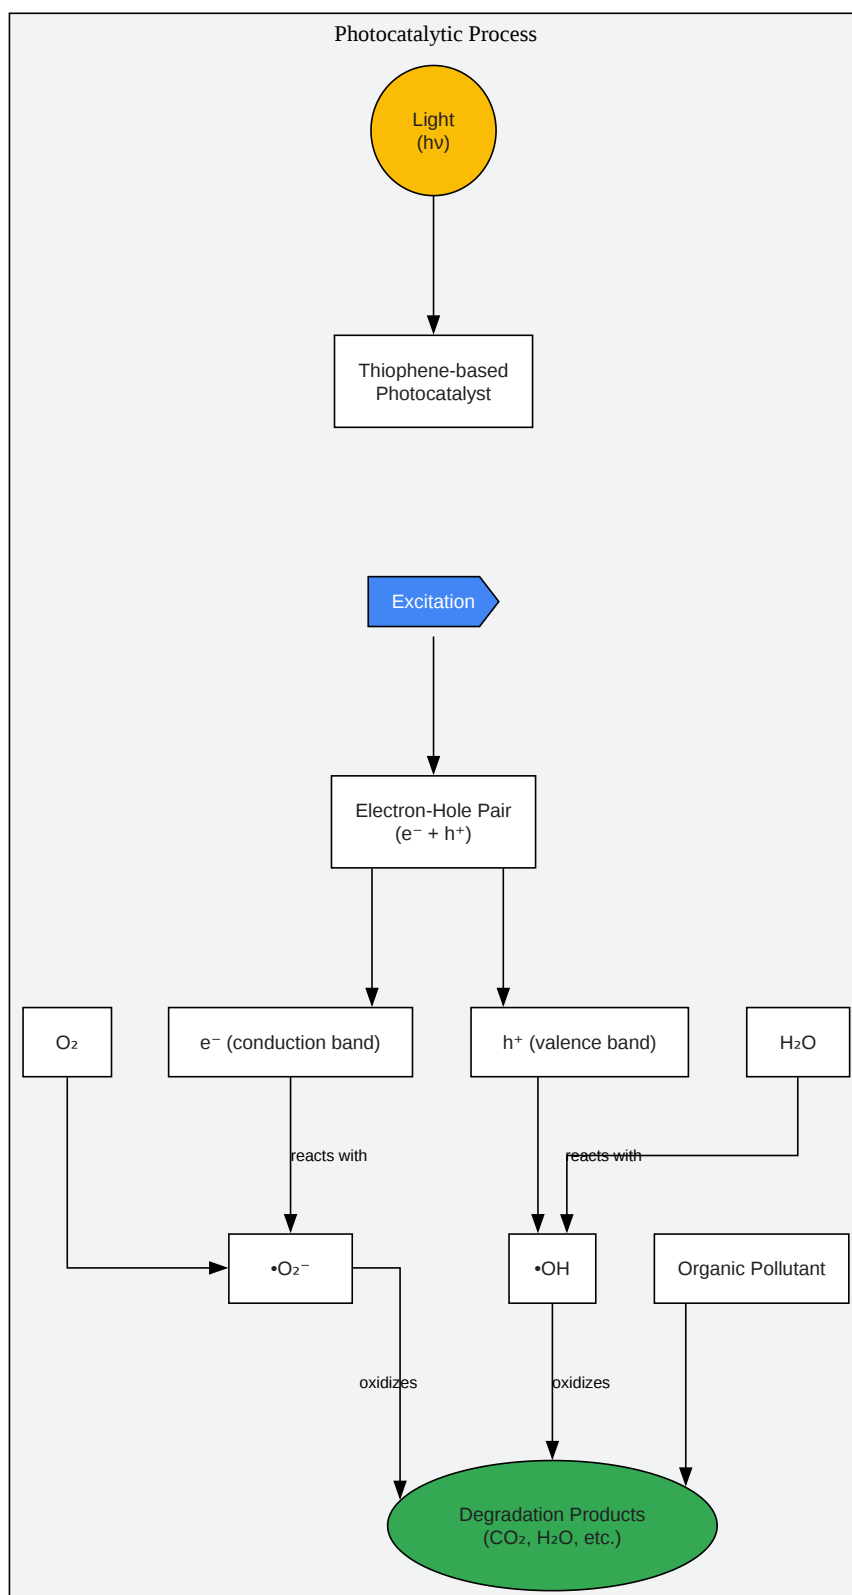 Photocatalytic Process
Light
(hν)
Thiophene-based
Photocatalyst
Excitation
Electron-Hole Pair
(e⁻ + h⁺)
O₂
e⁻ (conduction band)
h⁺ (valence band)
H₂O
reacts with
reacts with
•O₂⁻
•OH
Organic Pollutant
oxidizes
oxidizes
Degradation Products
(CO₂, H₂O, etc.)